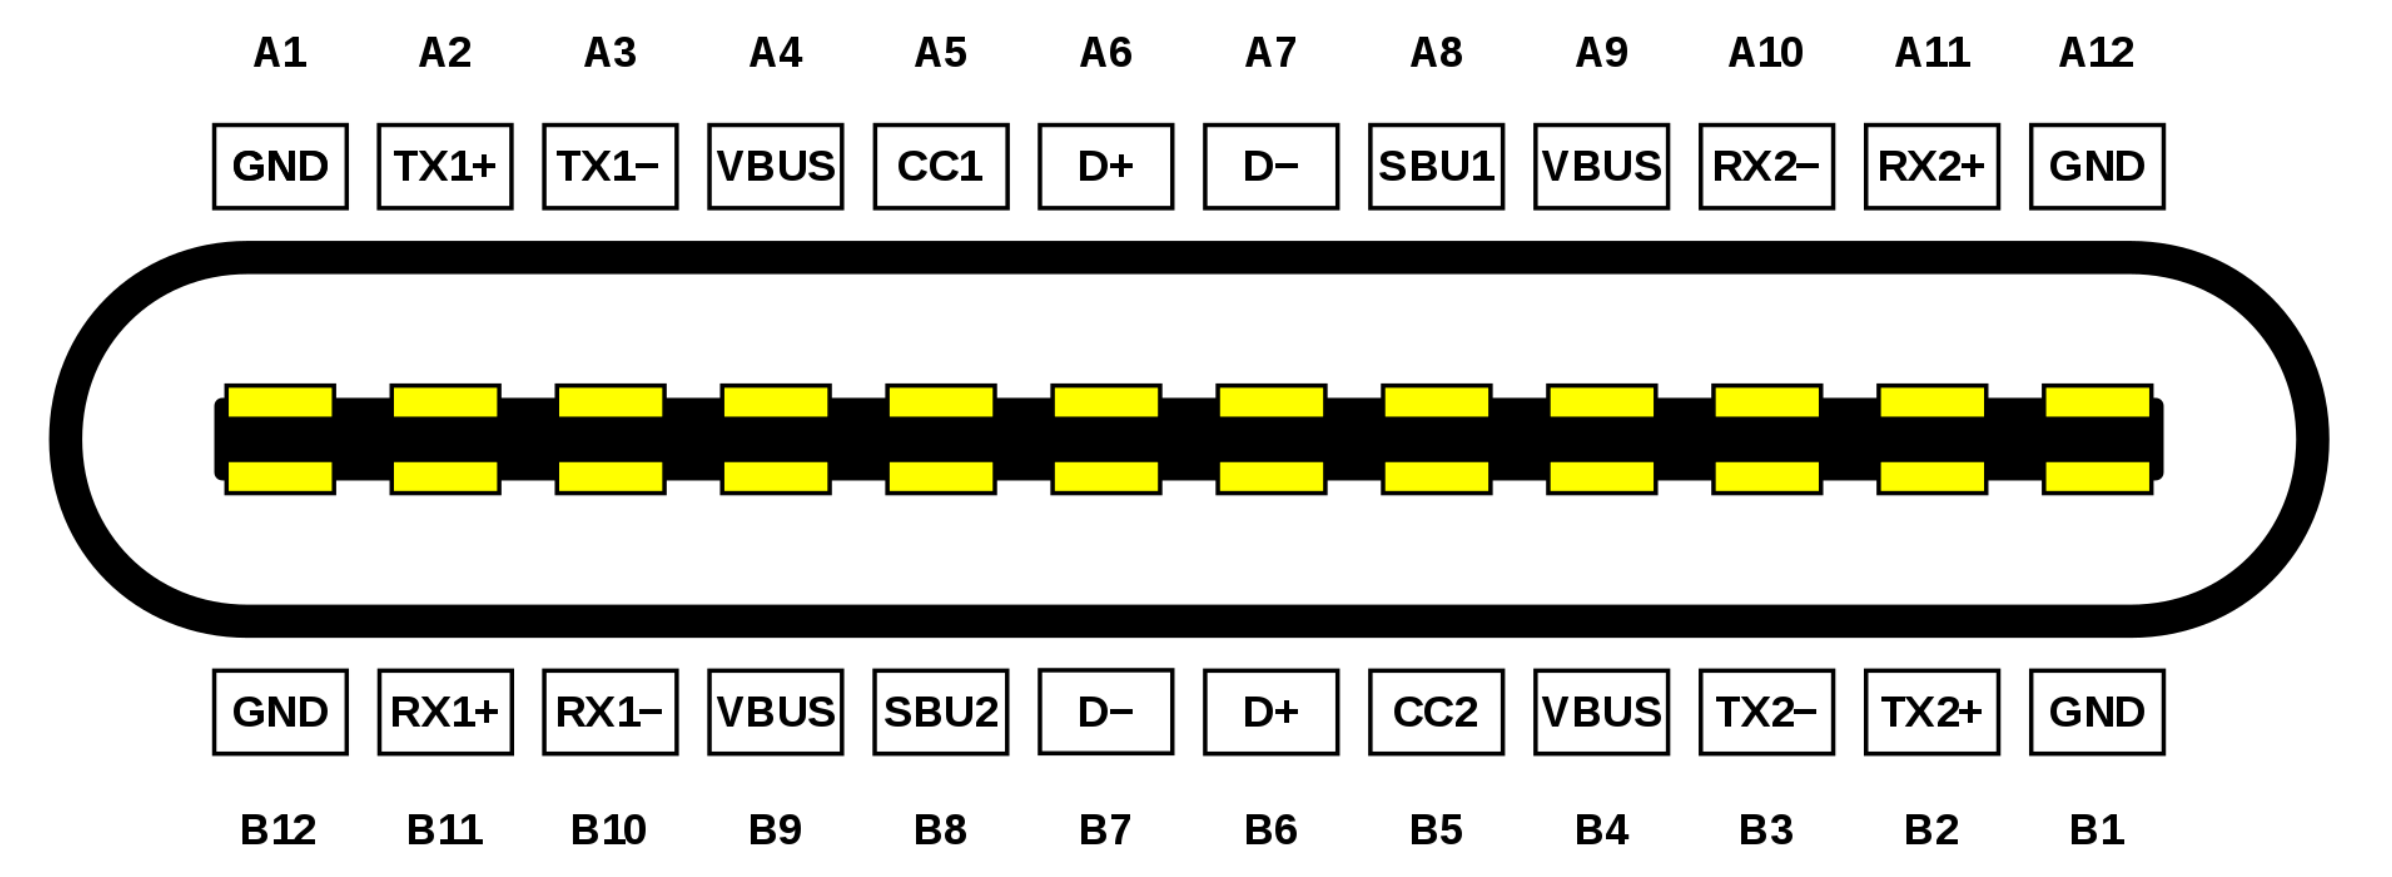 A1 A2 A3 A4 A5 A6 A7 A8 A9 A10 A11 A12
GND TX1+ TX1− VBUS CC1 D+ D− SBU1 VBUS RX2− RX2+ GND
GND RX1+ RX1− VBUS SBU2 D− D+ CC2 VBUS TX2− TX2+ GND
B12 B11 B10 B9 B8 B7 B6 B5 B4 B3 B2 B1